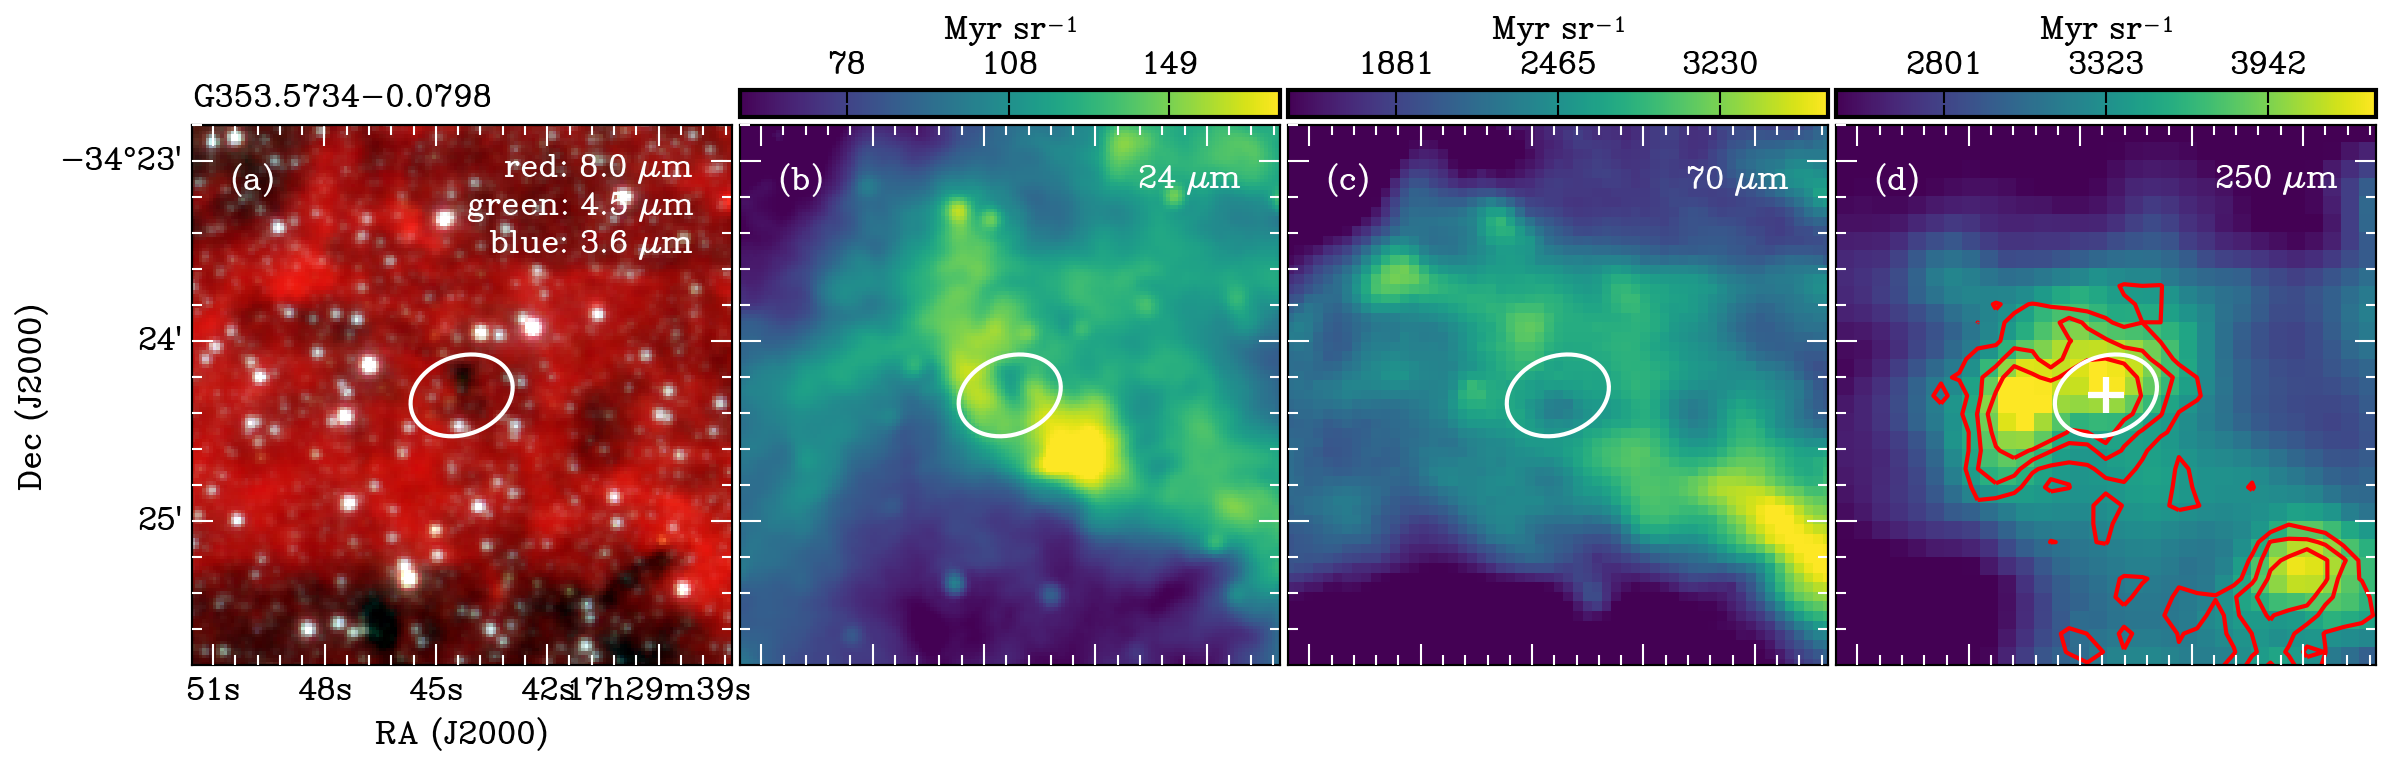 Myr sr⁻¹
Myr sr⁻¹
Myr sr⁻¹
78 108 149
1881 2465 3230
2801 3323 3942
G353.5734−0.0798
(a)
red: 8.0 μm
green: 4.5 μm
blue: 3.6 μm
(b)
24 μm
(c)
70 μm
(d)
250 μm
−34°23'
24'
25'
Dec (J2000)
51s 48s 45s 42s 17h29m39s
RA (J2000)